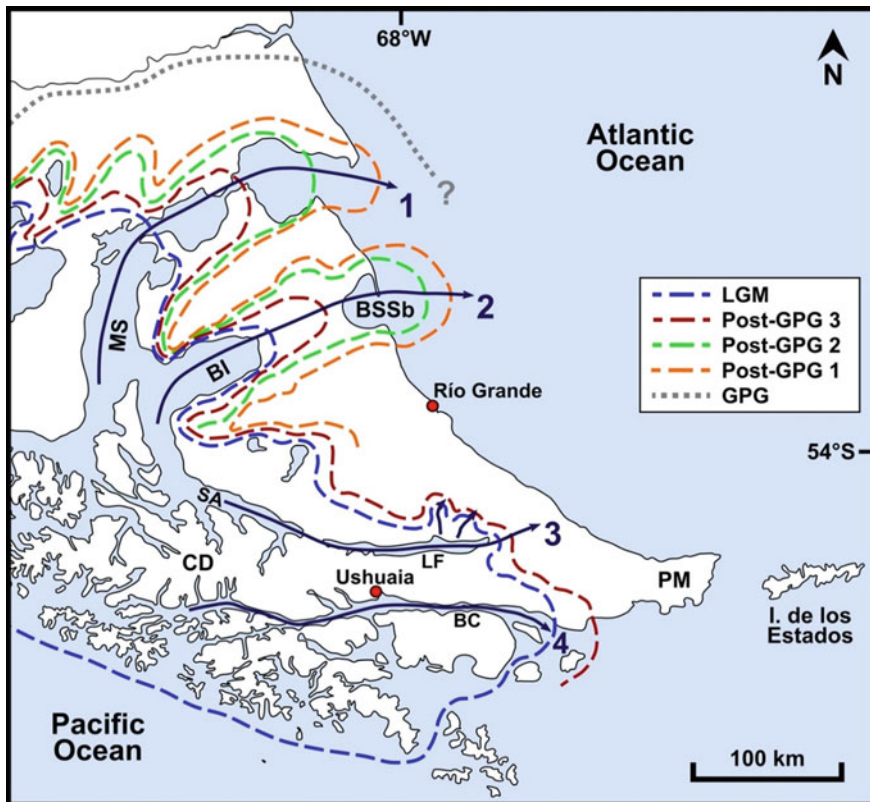 68°W
N
Atlantic
Ocean
1
?
2
BSSb
MS
BI
LGM
Post-GPG 3
Post-GPG 2
Post-GPG 1
GPG
Río Grande
54°S
SA
3
LF
CD
Ushuaia
PM
BC
4
I. de los
Estados
Pacific
Ocean
100 km